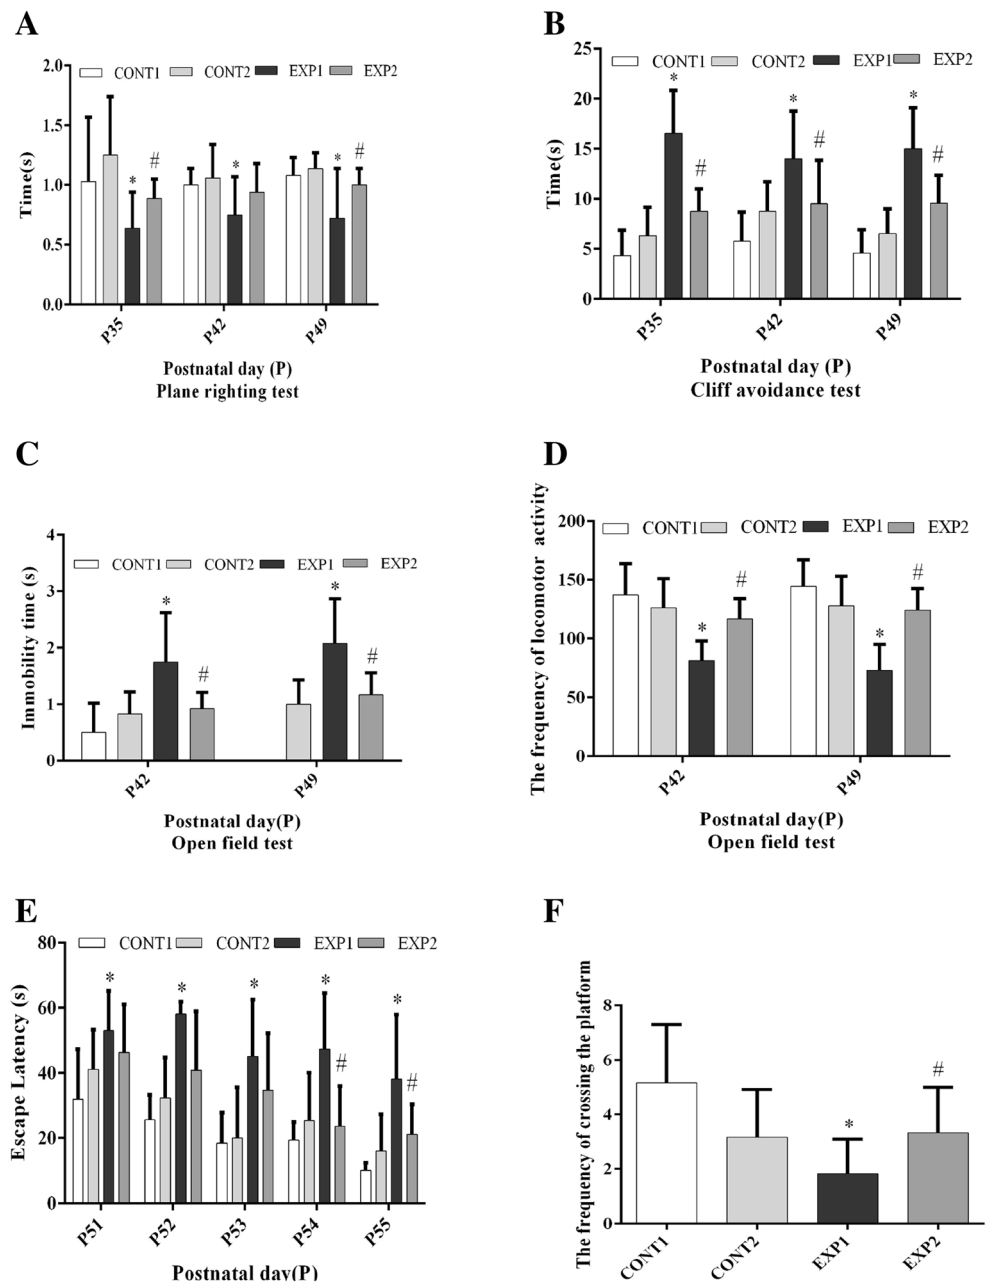 A
CONT1 CONT2 EXP1 EXP2
Time(s)
2.0
1.5
1.0
0.5
0.0
* # * * #
P35 P42 P49
Postnatal day (P)
Plane righting test
B
CONT1 CONT2 EXP1 EXP2
Time(s)
25
20
15
10
5
0
* # * # * #
P35 P42 P49
Postnatal day (P)
Cliff avoidance test
C
CONT1 CONT2 EXP1 EXP2
Immobility time (s)
4
3
2
1
0
* # * #
P42 P49
Postnatal day(P)
Open field test
D
CONT1 CONT2 EXP1 EXP2
The frequency of locomotor activity
200
150
100
50
0
* # * #
P42 P49
Postnatal day(P)
Open field test
E
CONT1 CONT2 EXP1 EXP2
Escape Latency (s)
80
60
40
20
0
* * * * # * #
P51 P52 P53 P54 P55
Postnatal day(P)
F
The frequency of crossing the platform
8
6
4
2
0
* #
CONT1 CONT2 EXP1 EXP2